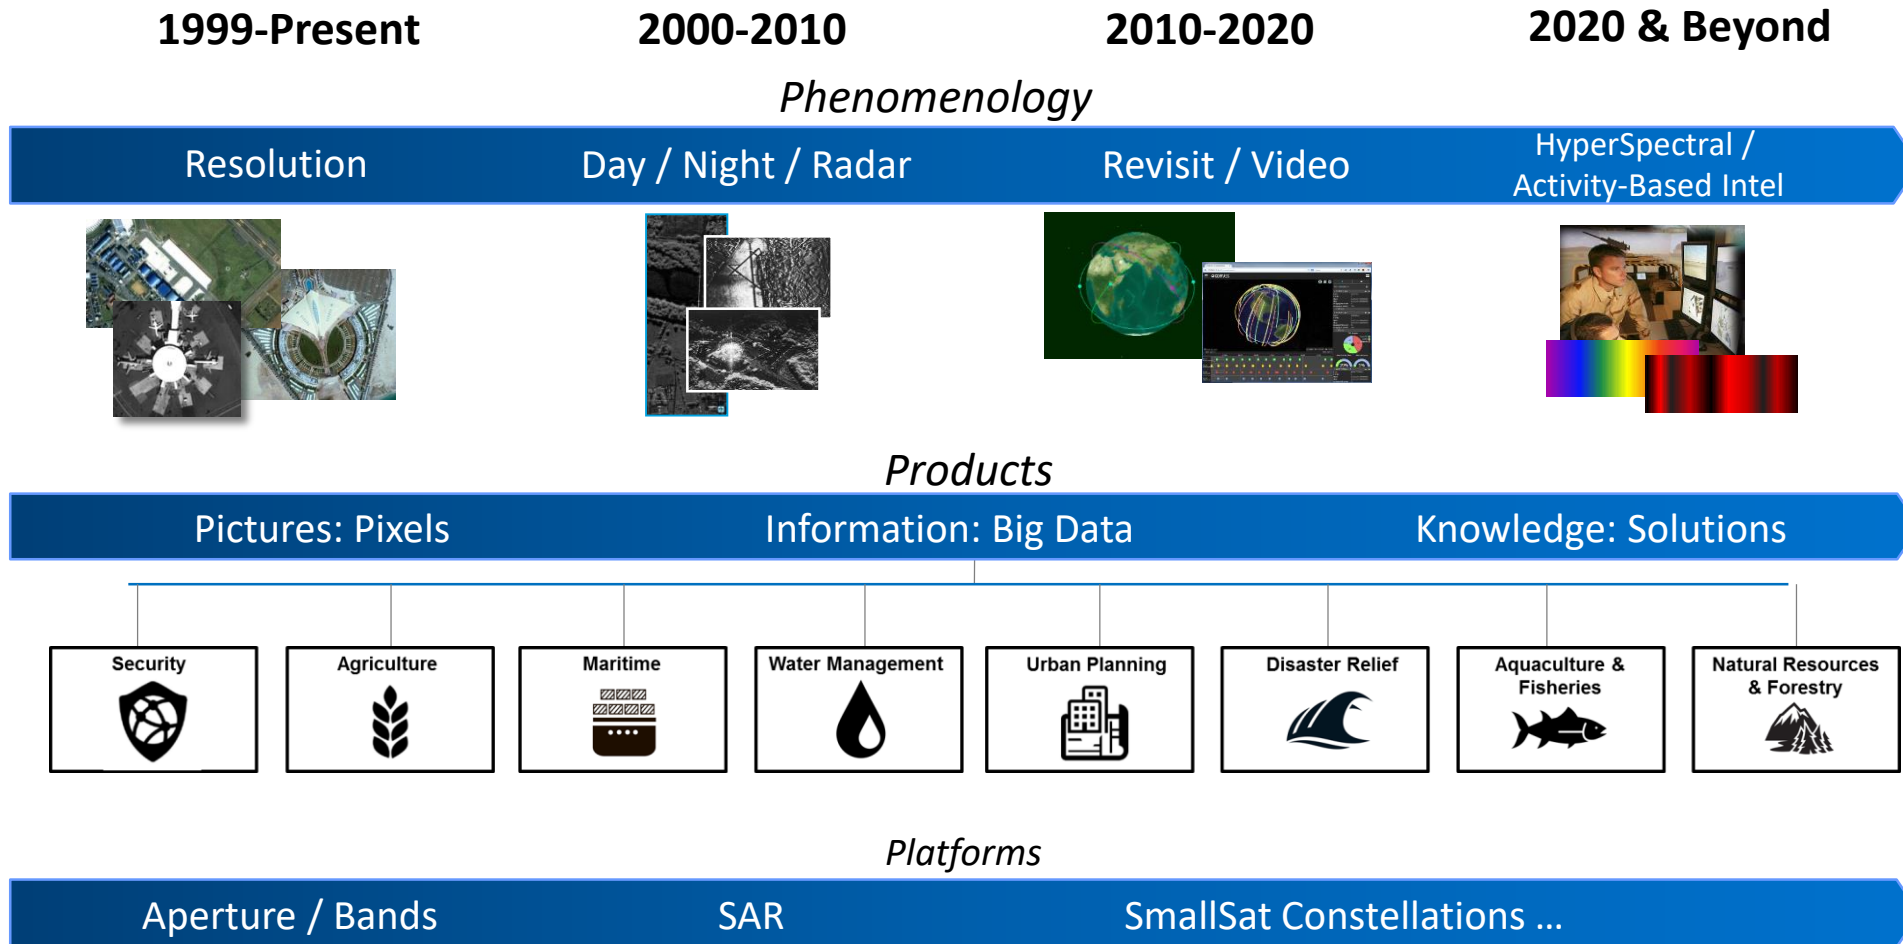 1999-Present
2000-2010
2010-2020
2020 & Beyond
Phenomenology
Resolution
Day / Night / Radar
Revisit / Video
HyperSpectral /
Activity-Based Intel
Products
Pictures: Pixels
Information: Big Data
Knowledge: Solutions
Security
Agriculture
Maritime
Water Management
Urban Planning
Disaster Relief
Aquaculture &
Fisheries
Natural Resources
& Forestry
Platforms
Aperture / Bands
SAR
SmallSat Constellations ...